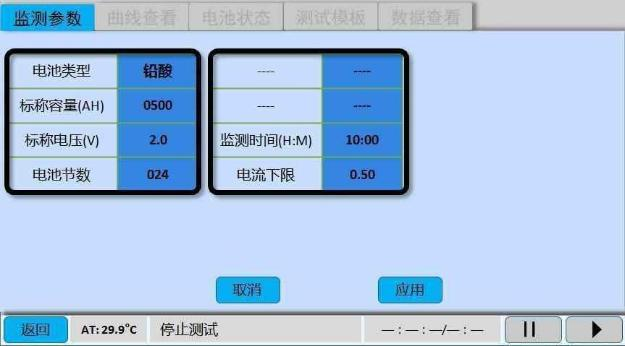 监测参数 曲线查看 电池状态 测试模板 数据查看
电池类型 铅酸 ---- ----
标称容量(AH) 0500 ---- ----
标称电压(V) 2.0 监测时间(H:M) 10:00
电池节数 024 电流下限 0.50
取消 应用
返回 AT: 29.9°C 停止测试 —:—:—/—:—